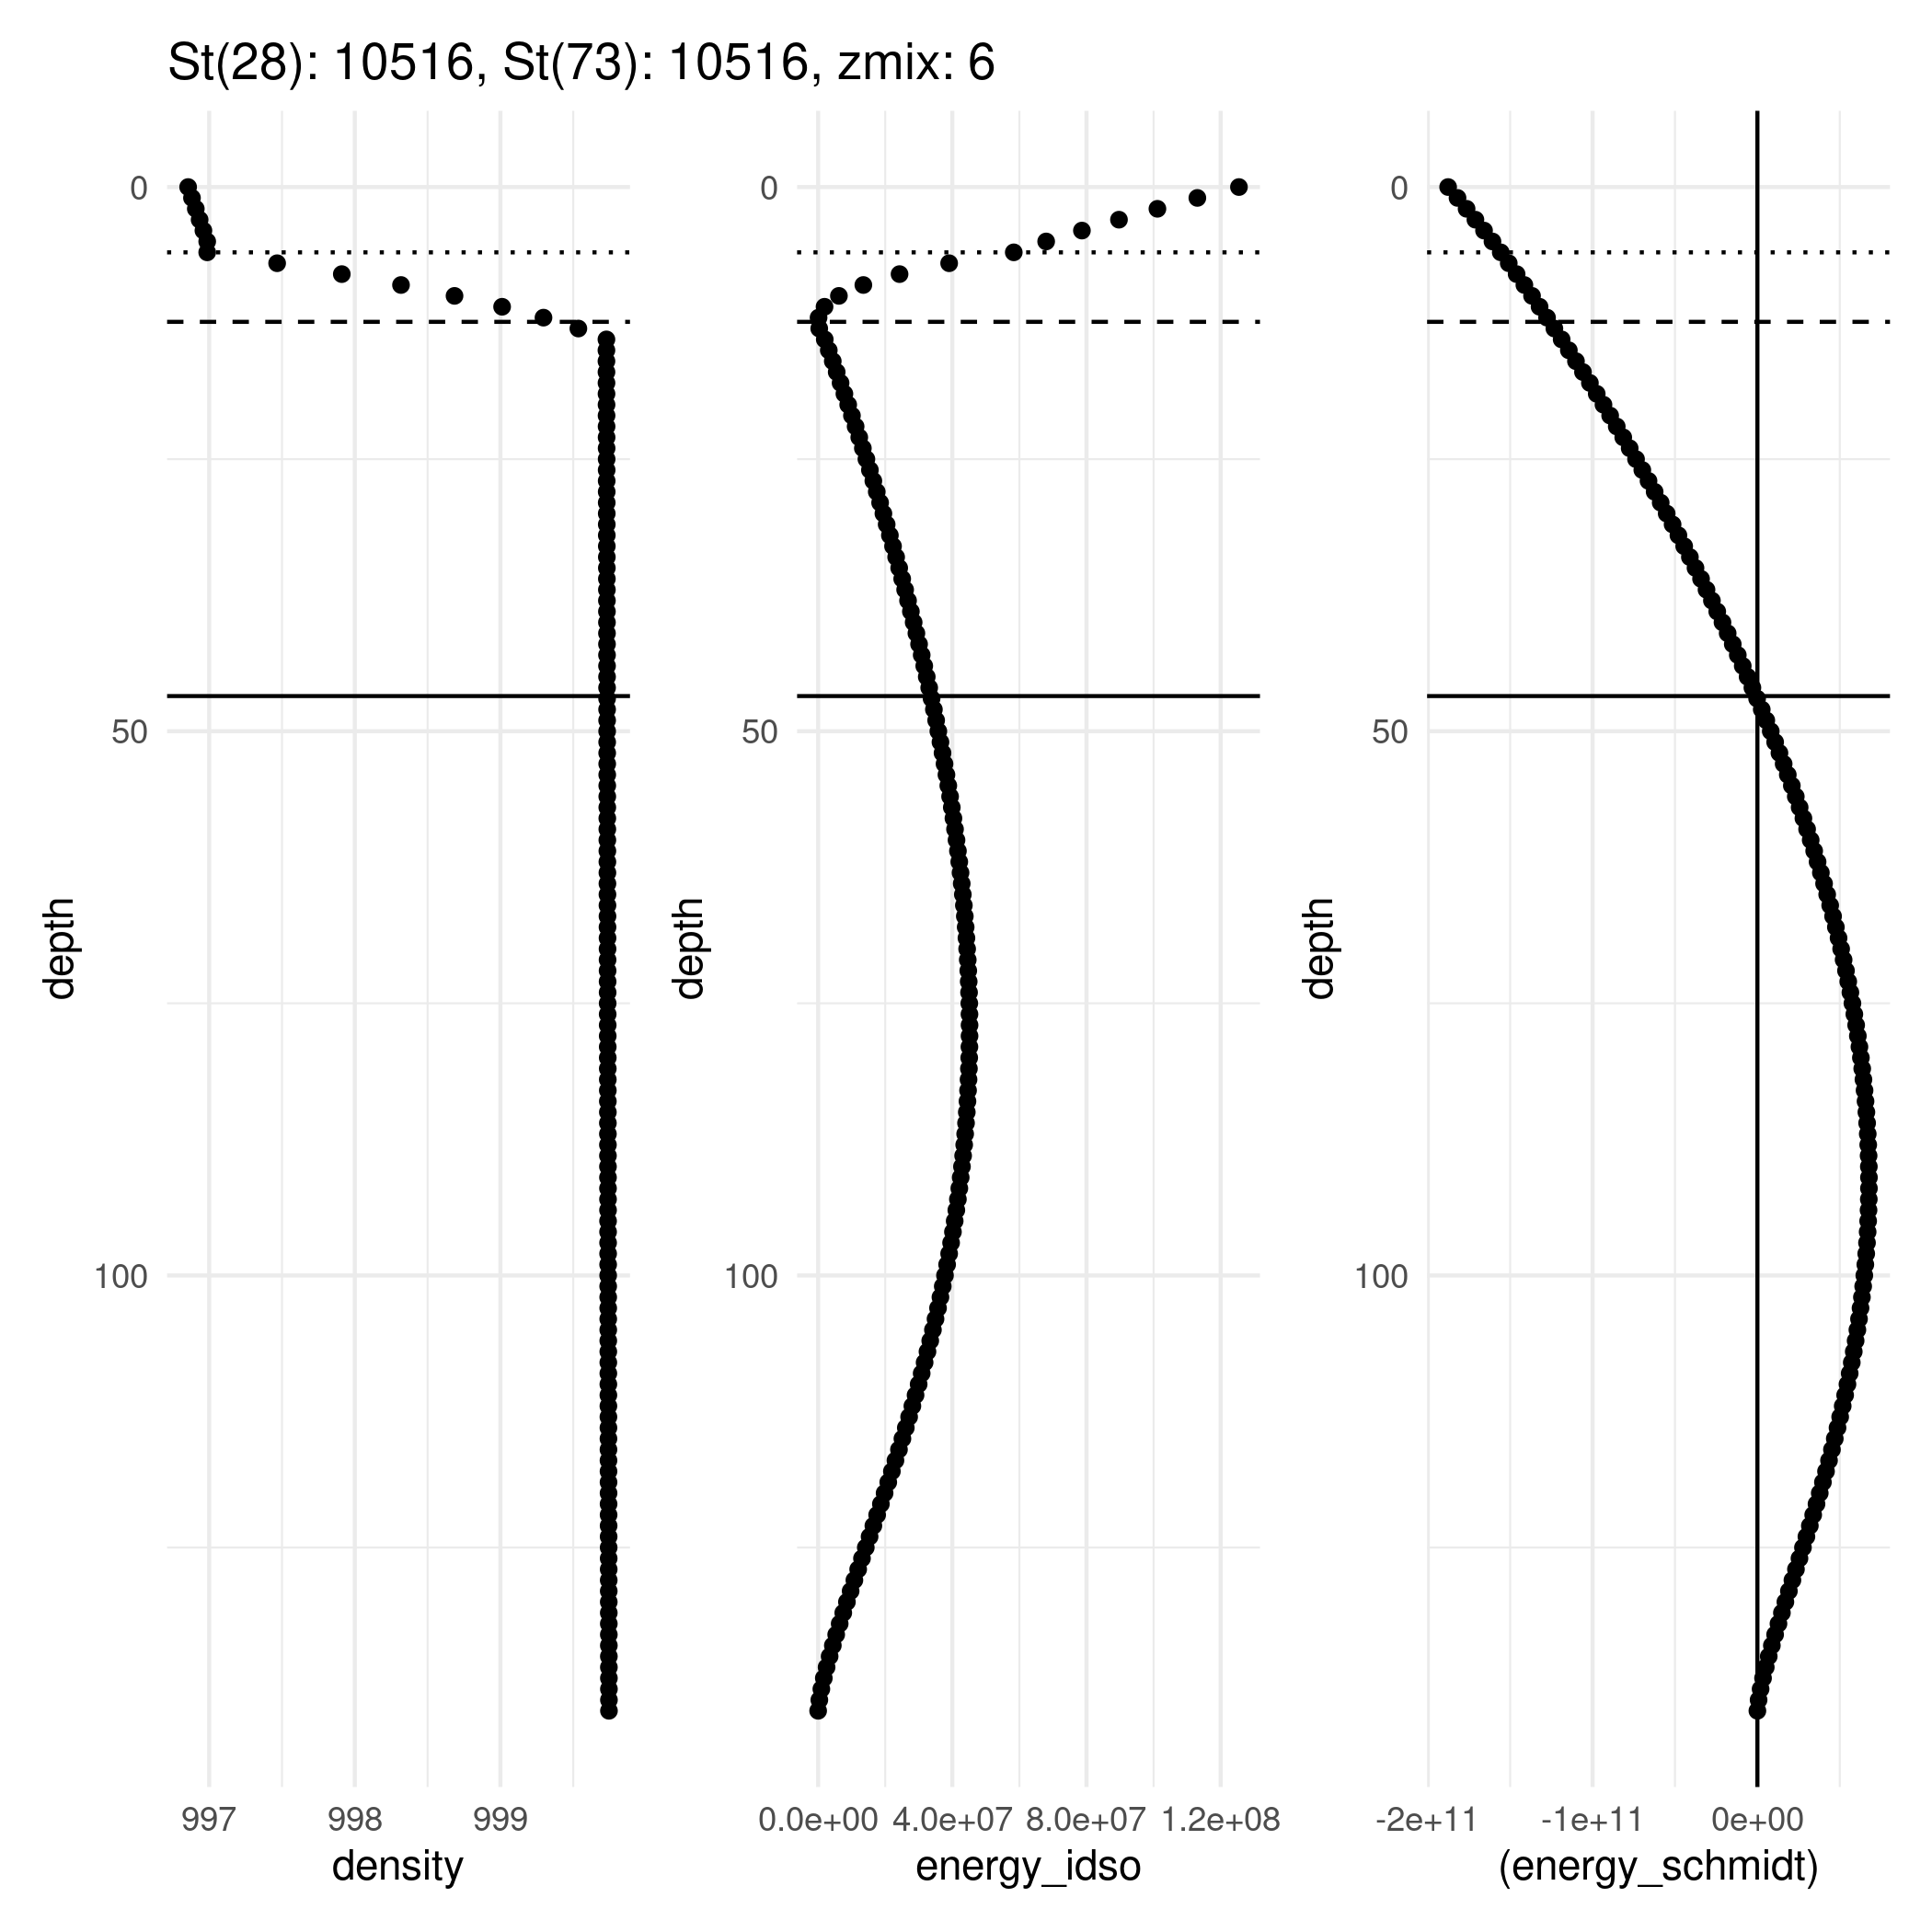 St(28): 10516, St(73): 10516, zmix: 6
0
50
100
depth
997 998 999
density
0
50
100
depth
0.0e+00 4.0e+07 8.0e+07 1.2e+08
energy_idso
0
50
100
depth
-2e+11 -1e+11 0e+00
(energy_schmidt)